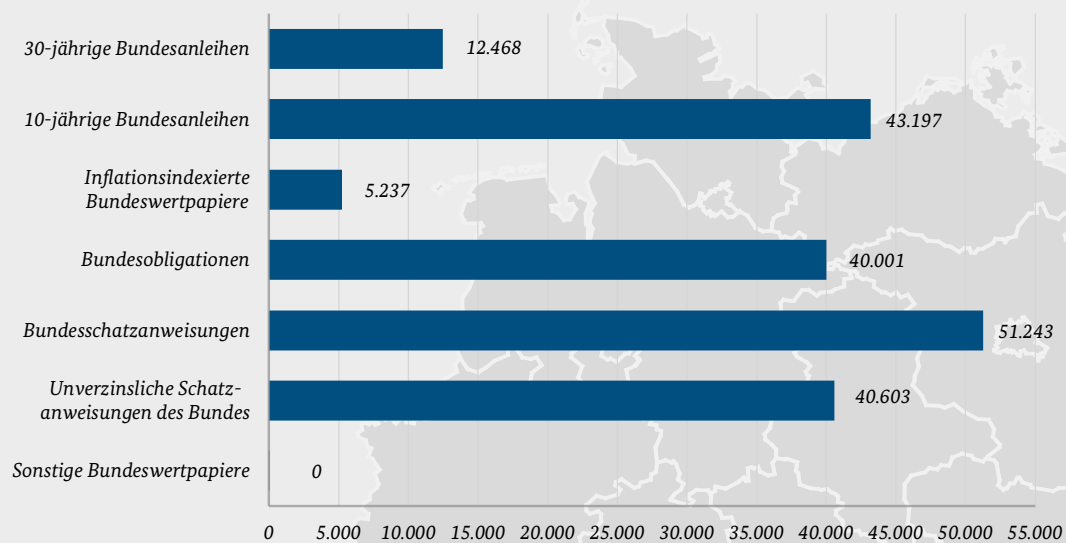 30-jährige Bundesanleihen 12.468
10-jährige Bundesanleihen 43.197
Inflationsindexierte
Bundeswertpapiere 5.237
Bundesobligationen 40.001
Bundesschatzanweisungen 51.243
Unverzinsliche Schatz-
anweisungen des Bundes 40.603
Sonstige Bundeswertpapiere 0
0 5.000 10.000 15.000 20.000 25.000 30.000 35.000 40.000 45.000 50.000 55.000